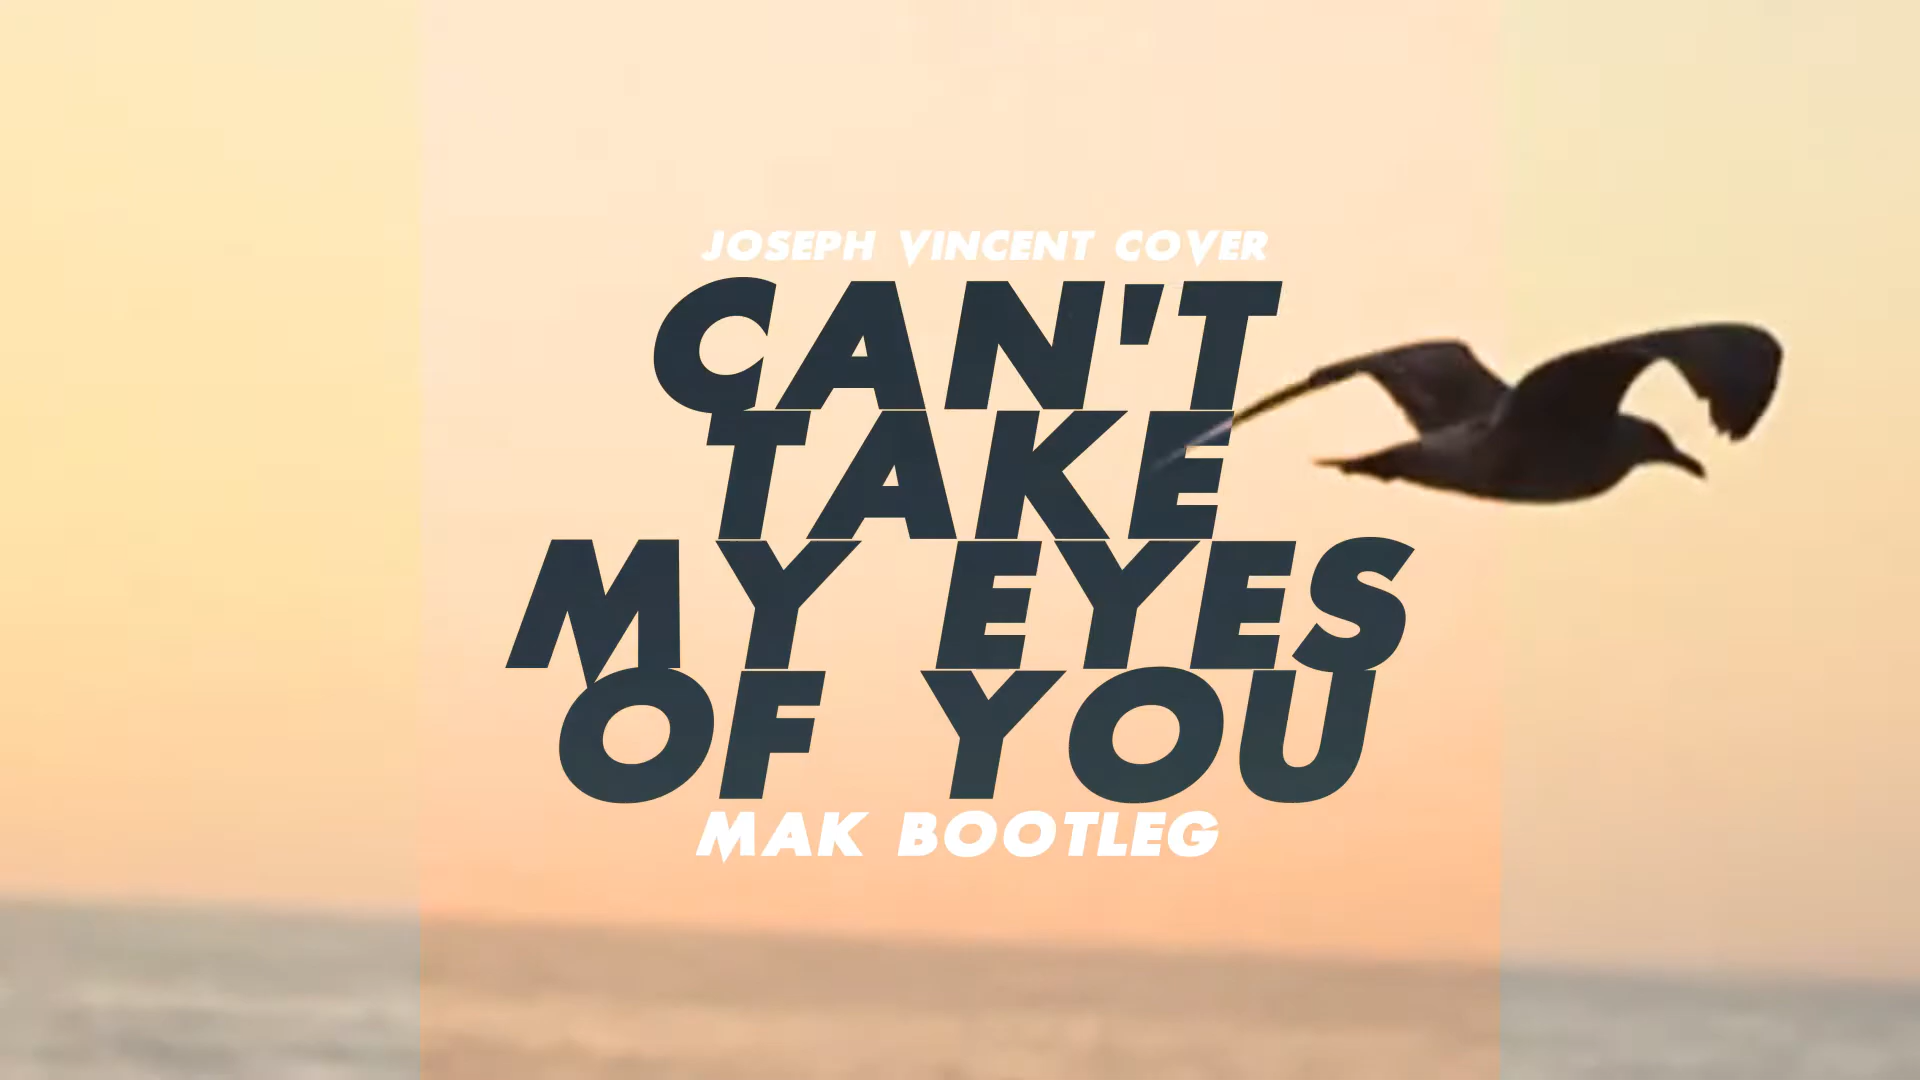 JOSEPH VINCENT COVER
CAN'T
TAKE
MY EYES
OF YOU
MAK BOOTLEG